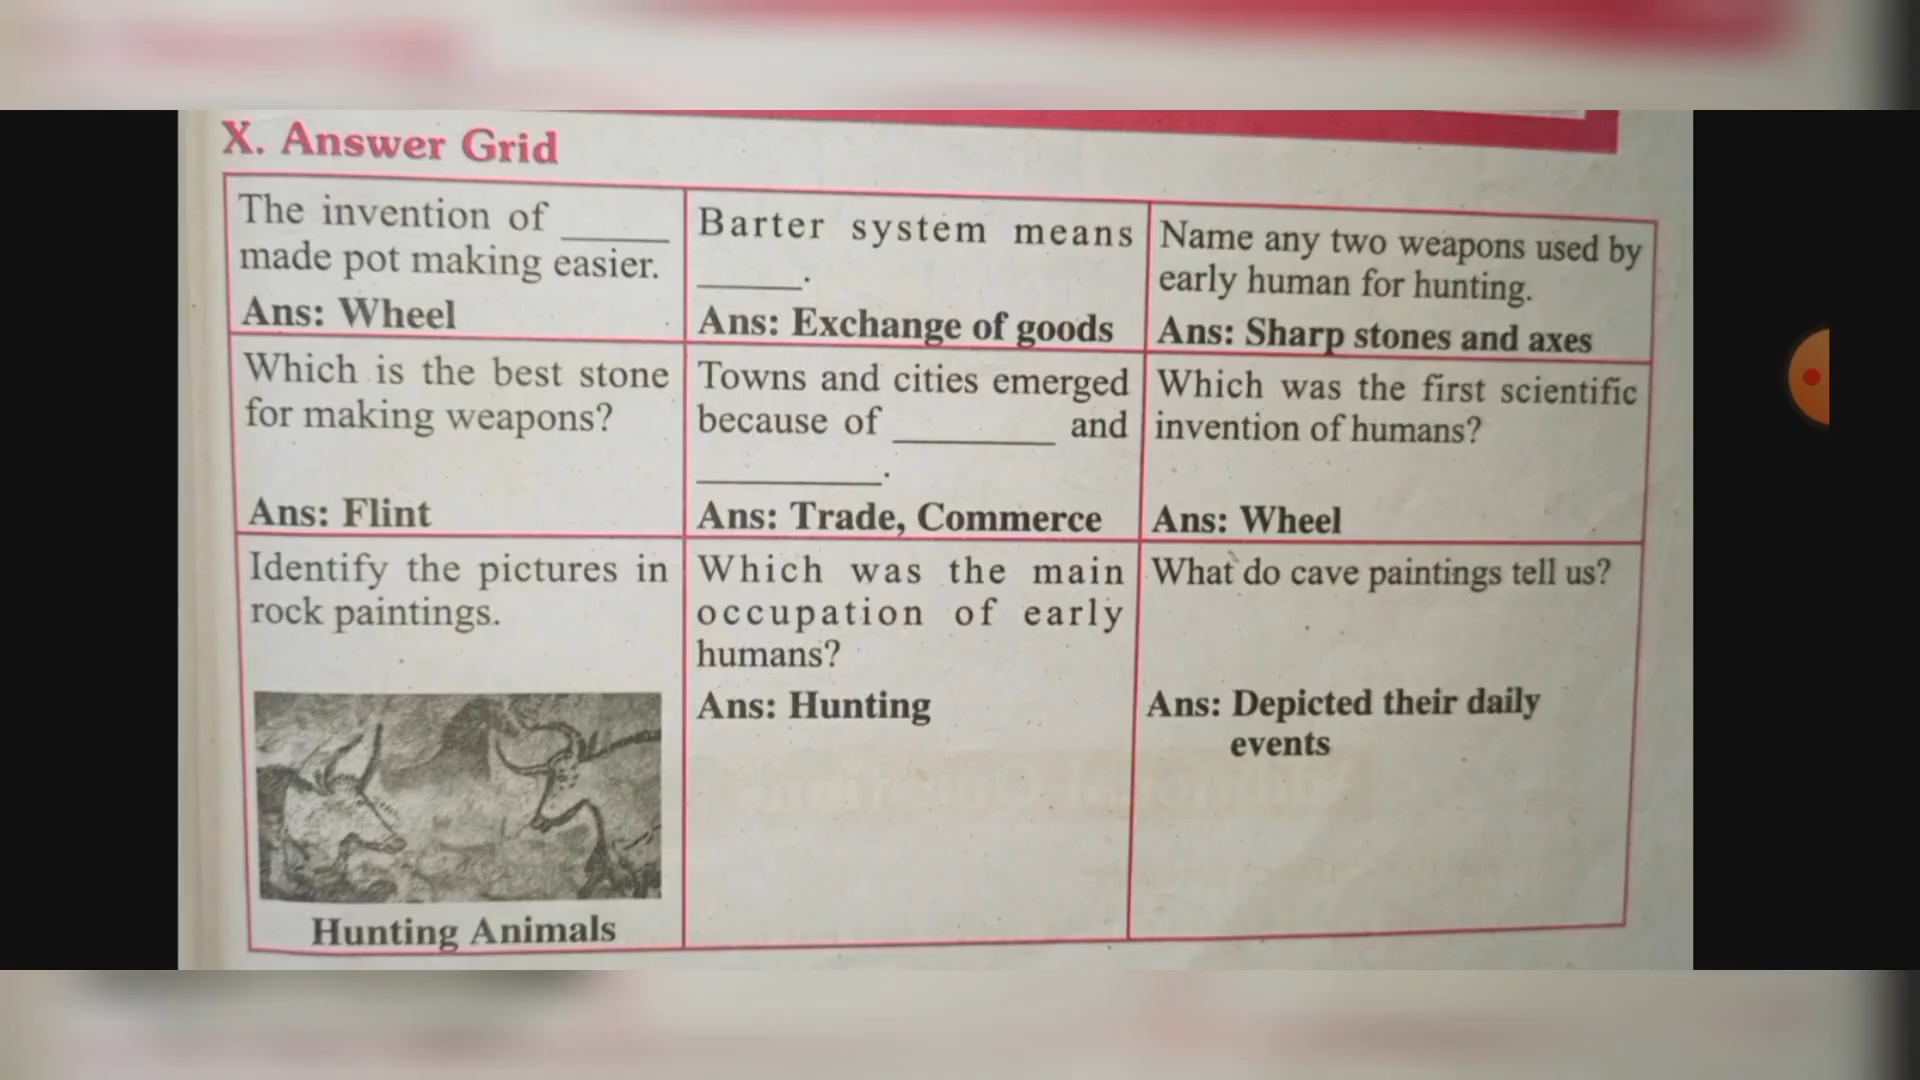 X. Answer Grid
The invention of ______
made pot making easier.
Ans: Wheel
Barter system means
______.
Ans: Exchange of goods
Name any two weapons used by
early human for hunting.
Ans: Sharp stones and axes
Which is the best stone
for making weapons?
Ans: Flint
Towns and cities emerged
because of _________ and
__________.
Ans: Trade, Commerce
Which was the first scientific
invention of humans?
Ans: Wheel
Identify the pictures in
rock paintings.
Hunting Animals
Which was the main
occupation of early
humans?
Ans: Hunting
What do cave paintings tell us?
Ans: Depicted their daily
events